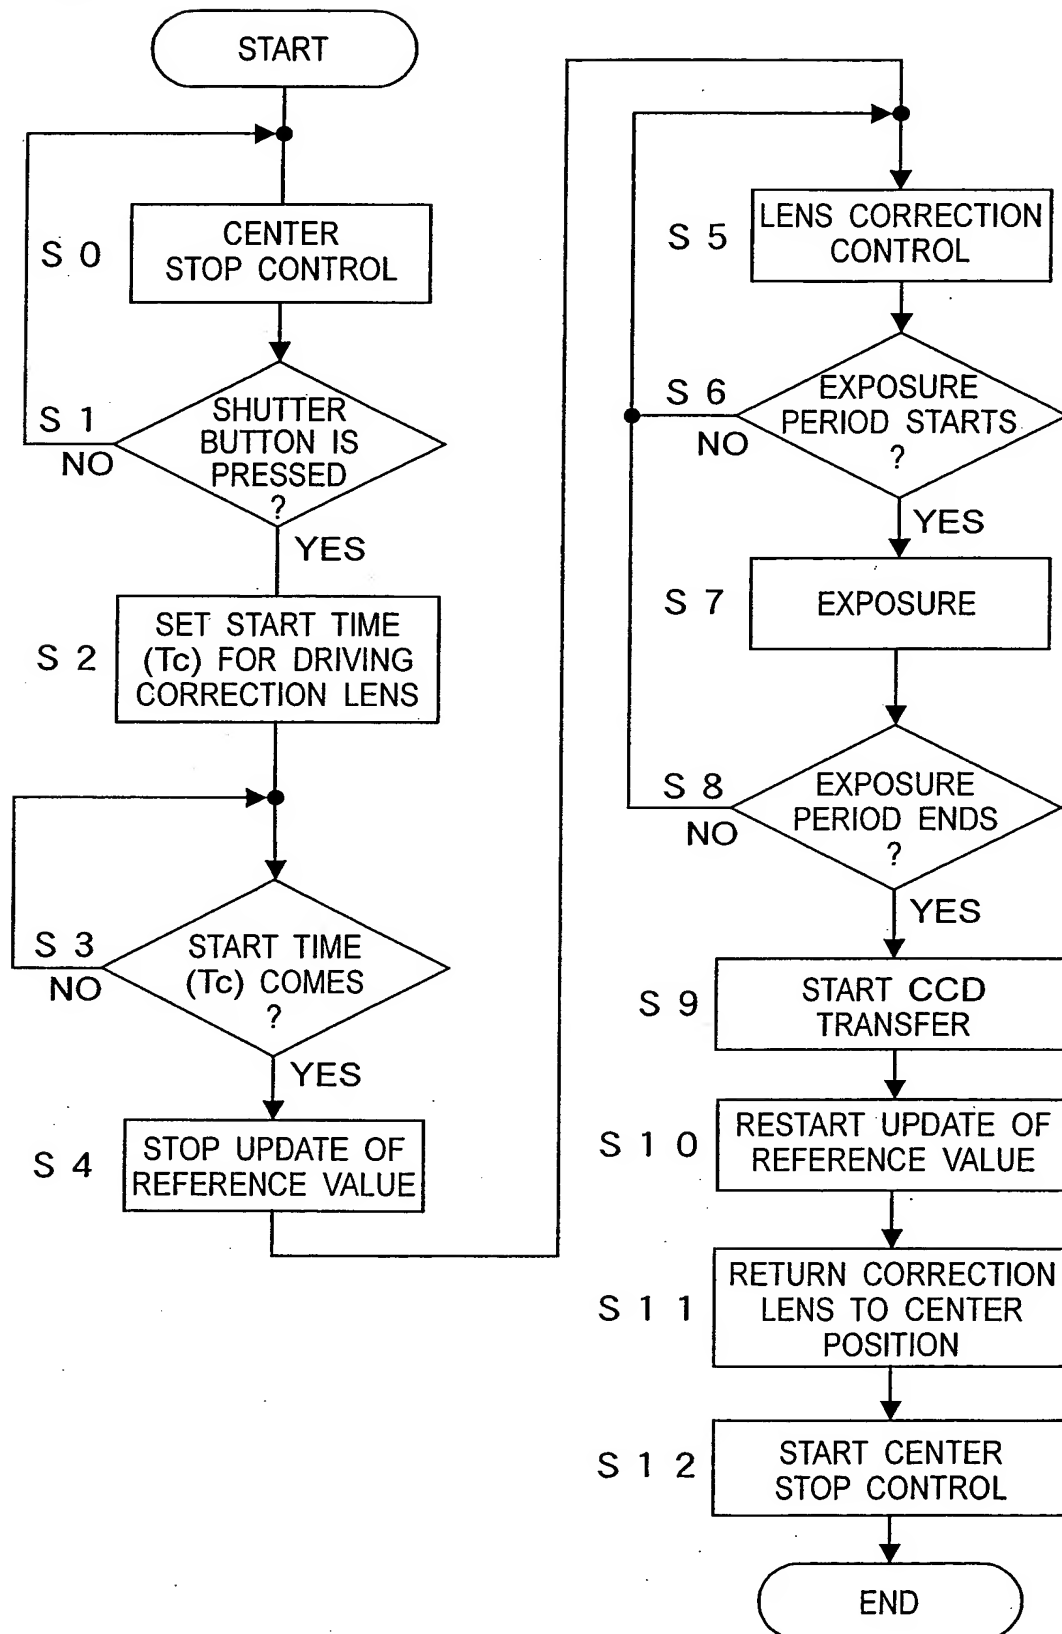 START
S 0
CENTER
STOP CONTROL
S 1
SHUTTER
BUTTON IS
PRESSED
?
NO
YES
S 2
SET START TIME
(Tc) FOR DRIVING
CORRECTION LENS
S 3
START TIME
(Tc) COMES
?
NO
YES
S 4
STOP UPDATE OF
REFERENCE VALUE
S 5
LENS CORRECTION
CONTROL
S 6
EXPOSURE
PERIOD STARTS
?
NO
YES
S 7
EXPOSURE
S 8
EXPOSURE
PERIOD ENDS
?
NO
YES
S 9
START CCD
TRANSFER
S 1 0
RESTART UPDATE OF
REFERENCE VALUE
S 1 1
RETURN CORRECTION
LENS TO CENTER
POSITION
S 1 2
START CENTER
STOP CONTROL
END